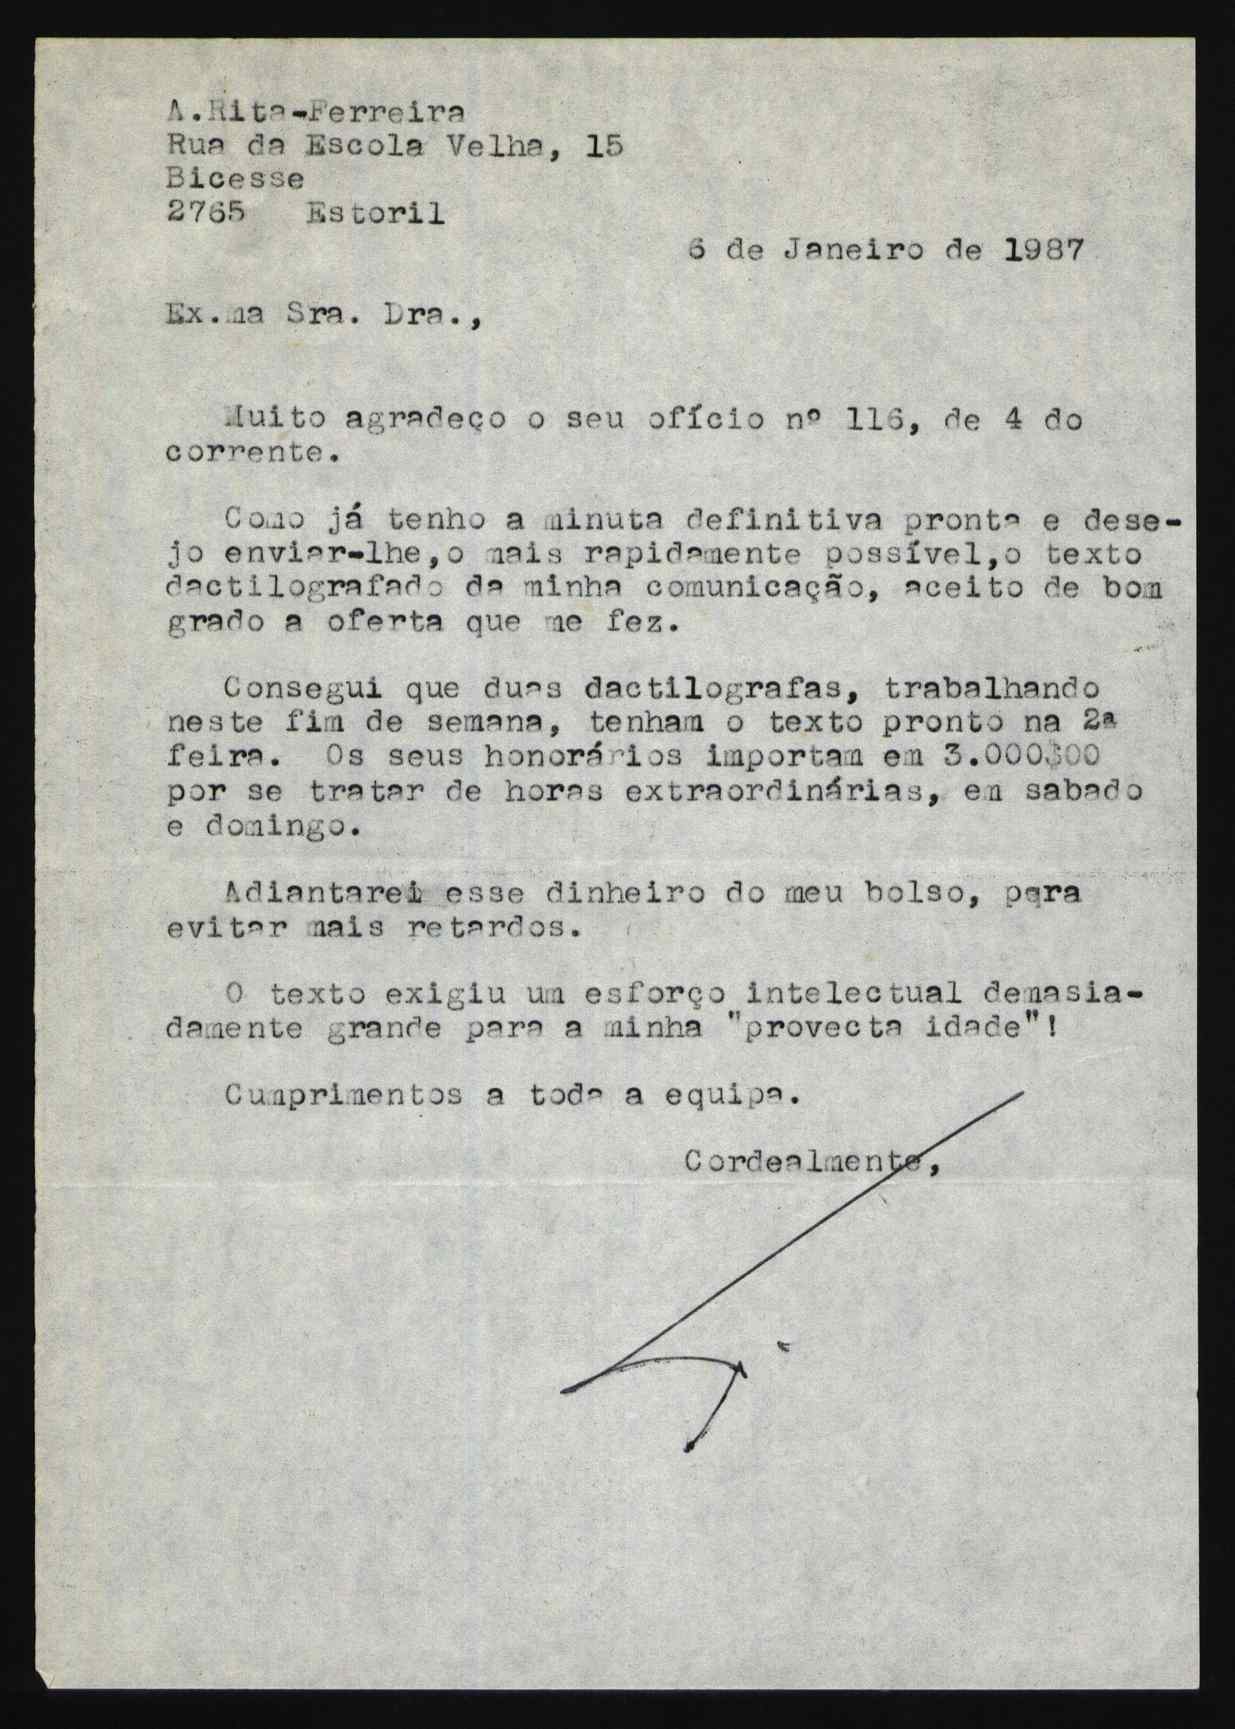 A.Rita-Ferreira
Rua da Escola Velha, 15
Bicesse
2765 Estoril
6 de Janeiro de 1987
Ex.ma Sra. Dra.,
Muito agradeço o seu ofício nº 116, de 4 do
corrente.
Como já tenho a minuta definitiva pronta e dese-
jo enviar-lhe,o mais rapidamente possível,o texto
dactilografado da minha comunicação, aceito de bom
grado a oferta que me fez.
Consegui que duas dactilografas, trabalhando
neste fim de semana, tenham o texto pronto na 2ª
feira. Os seus honorários importam em 3.000$00
por se tratar de horas extraordinárias, em sabado
e domingo.
Adiantarei esse dinheiro do meu bolso, para
evitar mais retardos.
O texto exigiu um esforço intelectual demasia-
damente grande para a minha "provecta idade"!
Cumprimentos a toda a equipa.
Cordealmente,